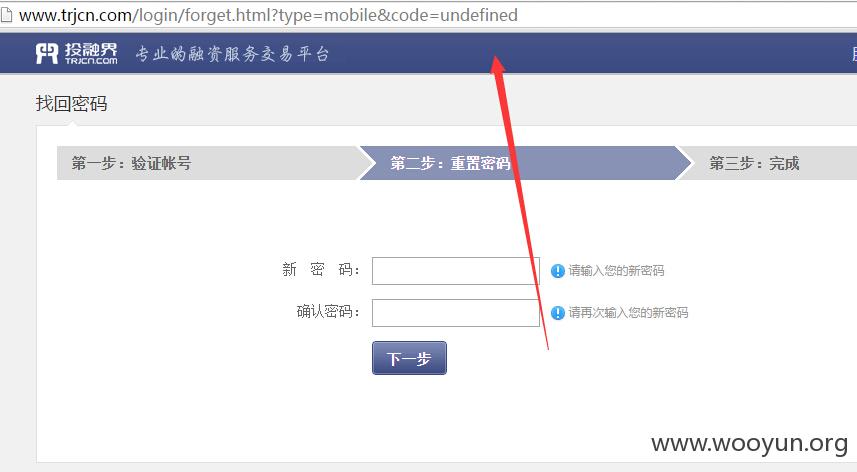 www.trjcn.com/login/forget.html?type=mobile&code=undefined
投融界 专业的融资服务交易平台
TRJCN.COM
找回密码
第一步：验证帐号 第二步：重置密码 第三步：完成
新 密 码： 请输入您的新密码
确认密码： 请再次输入您的新密码
下一步
www.wooyun.org